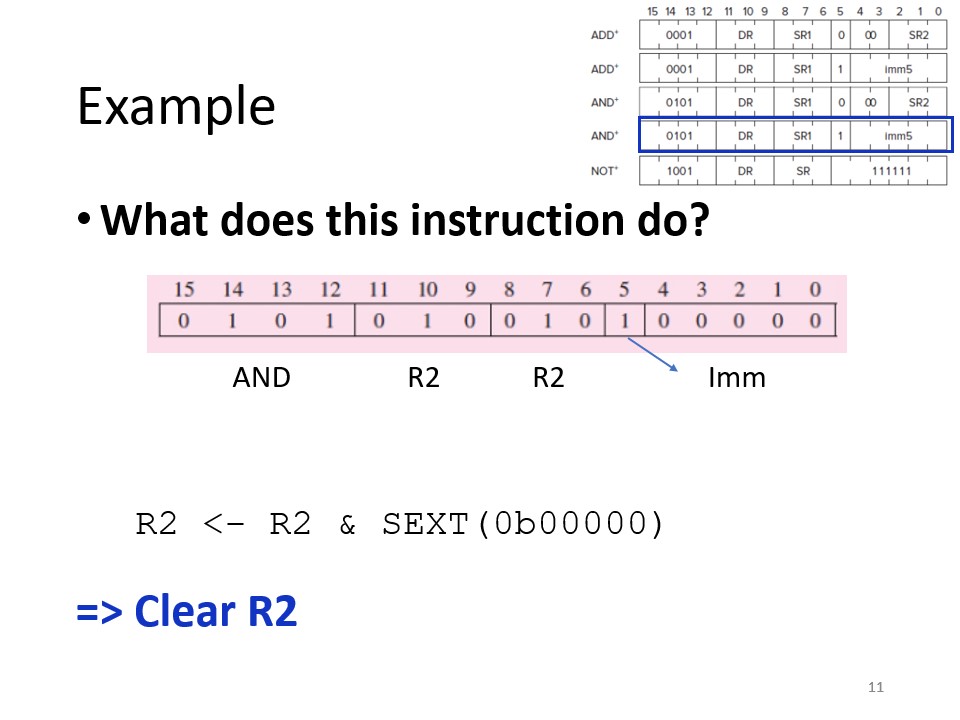 15 14 13 12 11 10 9 8 7 6 5 4 3 2 1 0
ADD+ 0001 DR SR1 0 00 SR2
ADD+ 0001 DR SR1 1 imm5
AND+ 0101 DR SR1 0 00 SR2
AND+ 0101 DR SR1 1 imm5
NOT+ 1001 DR SR 111111
Example
• What does this instruction do?
15 14 13 12 11 10 9 8 7 6 5 4 3 2 1 0
0 1 0 1 0 1 0 0 1 0 1 0 0 0 0 0
AND R2 R2 Imm
R2 <- R2 & SEXT(0b00000)
=> Clear R2
11